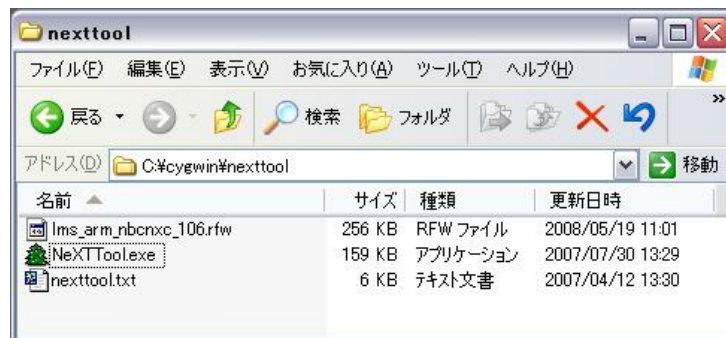 nexttool
ファイル(F) 編集(E) 表示(V) お気に入り(A) ツール(T) ヘルプ(H)
戻る 検索 フォルダ »
アドレス(D) C:¥cygwin¥nexttool 移動
名前 サイズ 種類 更新日時
lms_arm_nbcnxc_106.rfw 256 KB RFW ファイル 2008/05/19 11:01
NeXTTool.exe 159 KB アプリケーション 2007/07/30 13:29
nexttool.txt 6 KB テキスト文書 2007/04/12 13:30